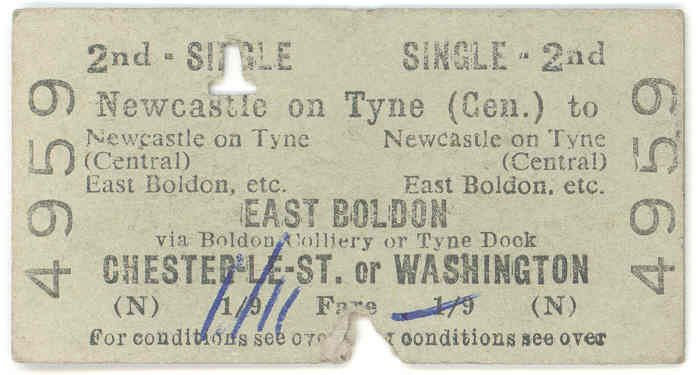 2nd - SINGLE SINGLE - 2nd
Newcastle on Tyne (Cen.) to
Newcastle on Tyne Newcastle on Tyne
(Central) (Central)
East Boldon, etc. East Boldon, etc.
EAST BOLDON
via Boldon Colliery or Tyne Dock
CHESTER-LE-ST. or WASHINGTON
(N) 1/9 Fare 1/9 (N)
For conditions see over For conditions see over
4959
4959